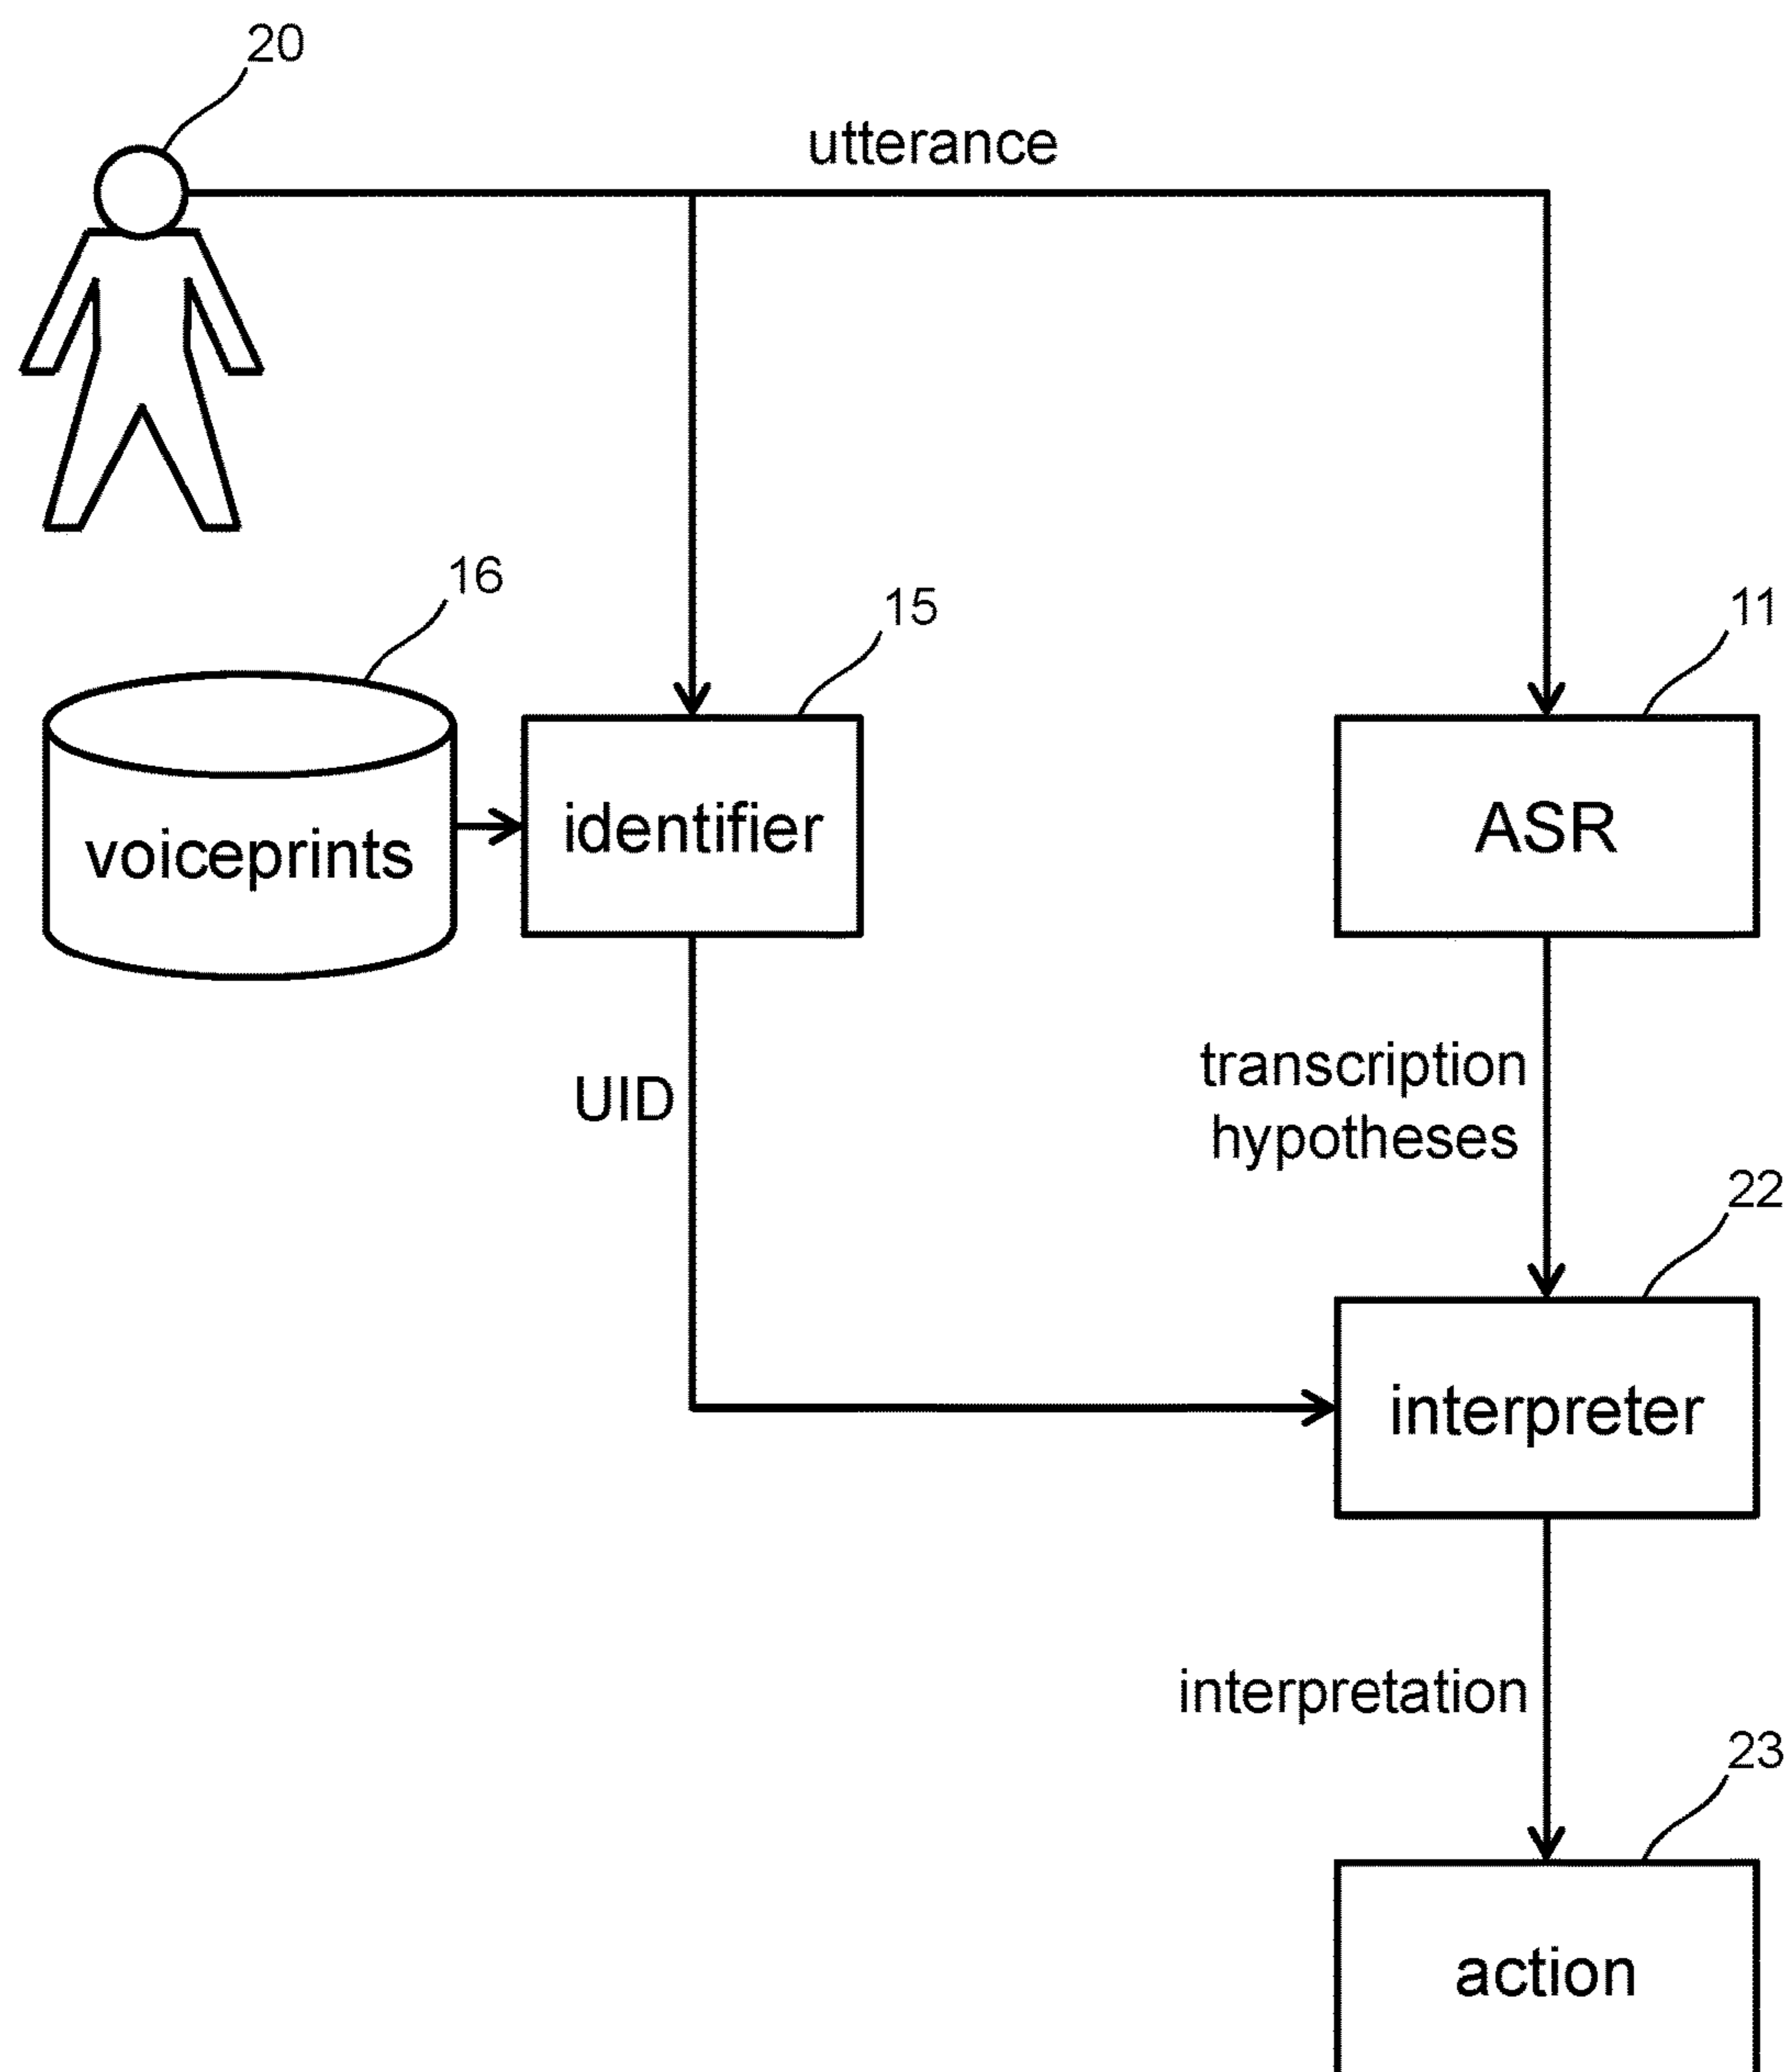 20
utterance
16
15
11
voiceprints
identifier
ASR
UID
transcription
hypotheses
22
interpreter
interpretation
23
action